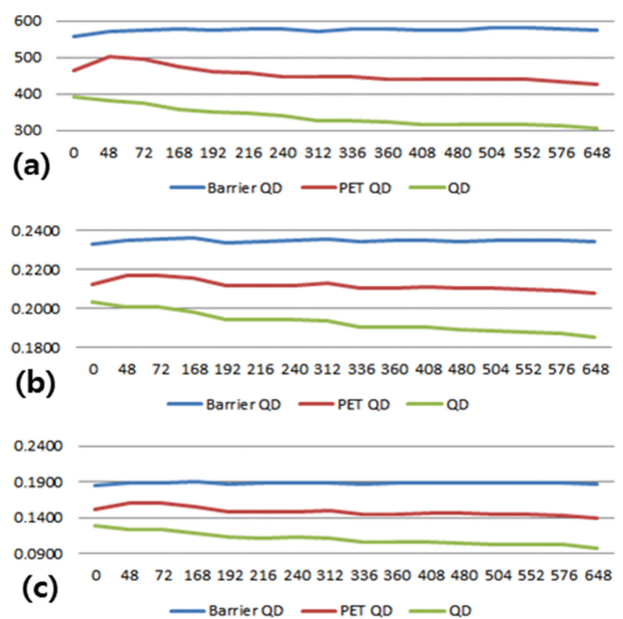 600
500
400
300
0 48 72 168 192 216 240 312 336 360 408 480 504 552 576 648
(a)
Barrier QD PET QD QD
0.2400
0.2200
0.2000
0.1800
0 48 72 168 192 216 240 312 336 360 408 480 504 552 576 648
(b)
Barrier QD PET QD QD
0.2400
0.1900
0.1400
0.0900
0 48 72 168 192 216 240 312 336 360 408 480 504 552 576 648
(c)
Barrier QD PET QD QD